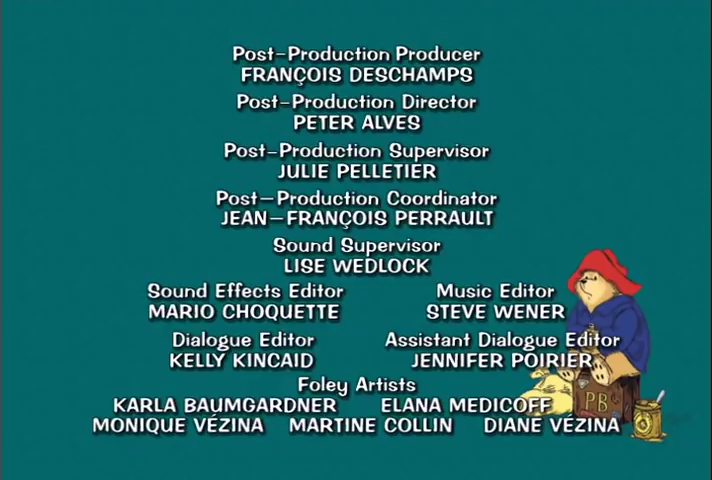 Post-Production Producer
FRANÇOIS DESCHAMPS
Post-Production Director
PETER ALVES
Post-Production Supervisor
JULIE PELLETIER
Post-Production Coordinator
JEAN-FRANÇOIS PERRAULT
Sound Supervisor
LISE WEDLOCK
Sound Effects Editor Music Editor
MARIO CHOQUETTE STEVE WENER
Dialogue Editor Assistant Dialogue Editor
KELLY KINCAID JENNIFER POIRIER
Foley Artists
KARLA BAUMGARDNER ELANA MEDICOFF
MONIQUE VÉZINA MARTINE COLLIN DIANE VÉZINA
PB